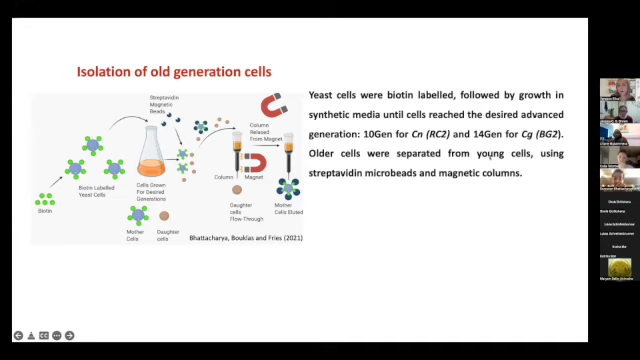 Isolation of old generation cells
Yeast cells were biotin labelled, followed by growth in
synthetic media until cells reached the desired advanced
generation: 10Gen for Cn (RC2) and 14Gen for Cg (BG2).
Older cells were separated from young cells, using
streptavidin microbeads and magnetic columns.
Streptavidin
Magnetic
Beads
Column
Relased
From Magnet
Biotin
Biotin Labelled
Yeast Cells
Cells Grown
For Desired
Generations
Column
Magnet
Daughter
cells
Flow-Through
Mother
Cells Eluted
Mother
Cells
Daughter
cells
Bhattacharya, Bouklas and Fries (2021)